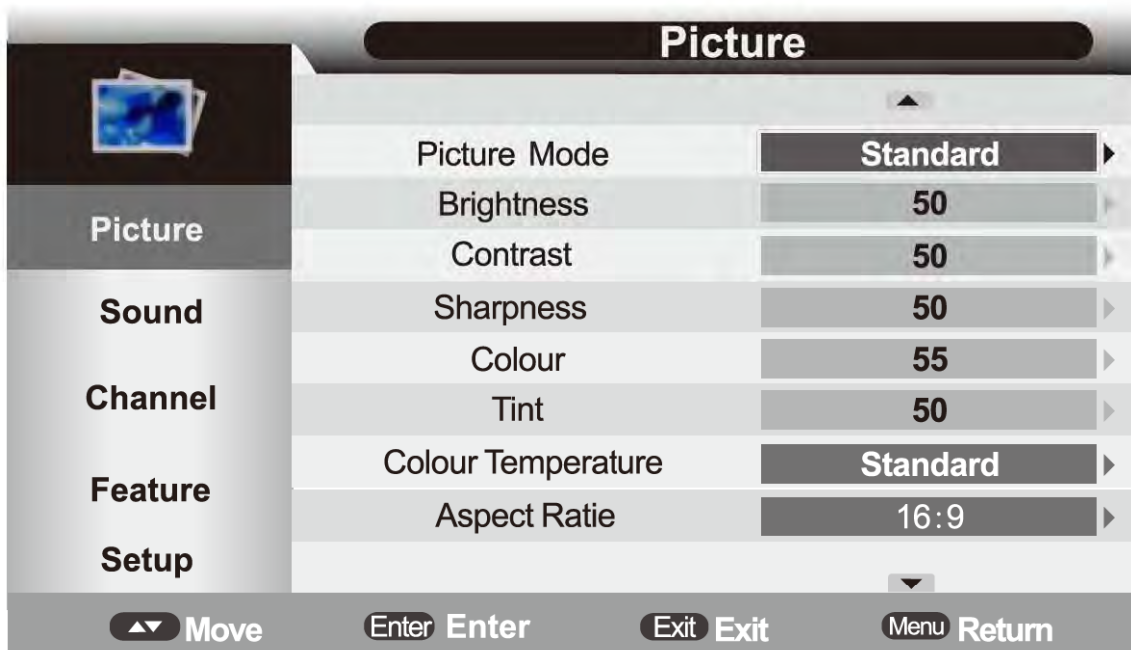 Picture
Picture Mode Standard
Brightness 50
Picture
Contrast 50
Sound
Sharpness 50
Colour 55
Channel
Tint 50
Colour Temperature Standard
Feature
Aspect Ratie 16:9
Setup
Move Enter Enter Exit Exit Menu Return